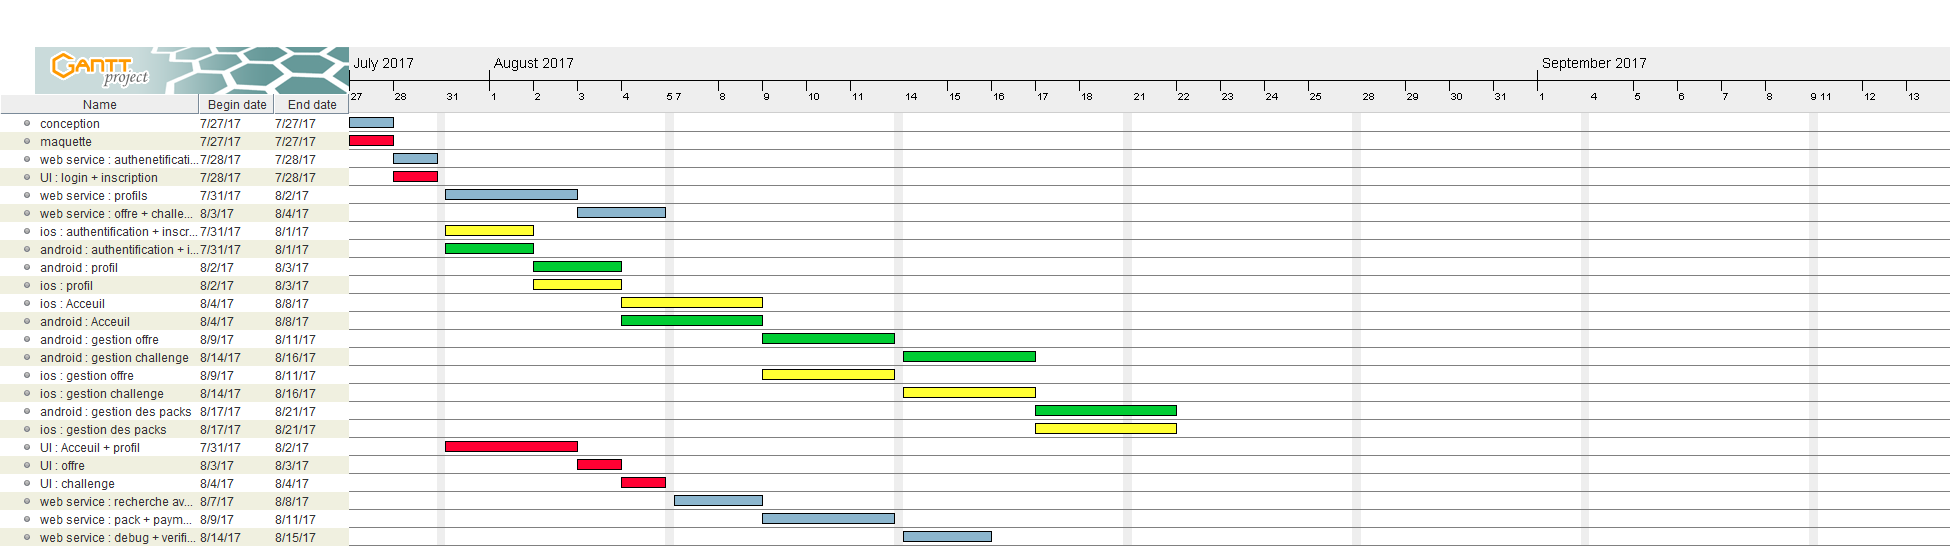 GANTT
project
July 2017 August 2017 September 2017
27 28 31 1 2 3 4 5 7 8 9 10 11 14 15 16 17 18 21 22 23 24 25 28 29 30 31 1 4 5 6 7 8 9 11 12 13
Name Begin date End date
conception 7/27/17 7/27/17
maquette 7/27/17 7/27/17
web service : authenetificati... 7/28/17 7/28/17
UI : login + inscription 7/28/17 7/28/17
web service : profils 7/31/17 8/2/17
web service : offre + challe... 8/3/17 8/4/17
ios : authentification + inscr... 7/31/17 8/1/17
android : authentification + i... 7/31/17 8/1/17
android : profil 8/2/17 8/3/17
ios : profil 8/2/17 8/3/17
ios : Acceuil 8/4/17 8/8/17
android : Acceuil 8/4/17 8/8/17
android : gestion offre 8/9/17 8/11/17
android : gestion challenge 8/14/17 8/16/17
ios : gestion offre 8/9/17 8/11/17
ios : gestion challenge 8/14/17 8/16/17
android : gestion des packs 8/17/17 8/21/17
ios : gestion des packs 8/17/17 8/21/17
UI : Acceuil + profil 7/31/17 8/2/17
UI : offre 8/3/17 8/3/17
UI : challenge 8/4/17 8/4/17
web service : recherche av... 8/7/17 8/8/17
web service : pack + paym... 8/9/17 8/11/17
web service : debug + verifi... 8/14/17 8/15/17